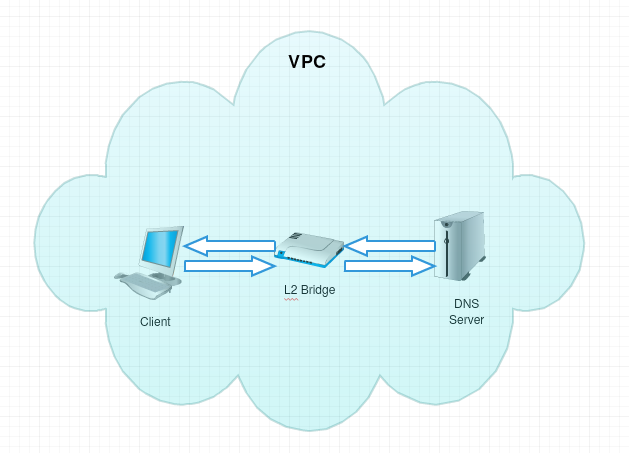 VPC
L2 Bridge
Client
DNS
Server